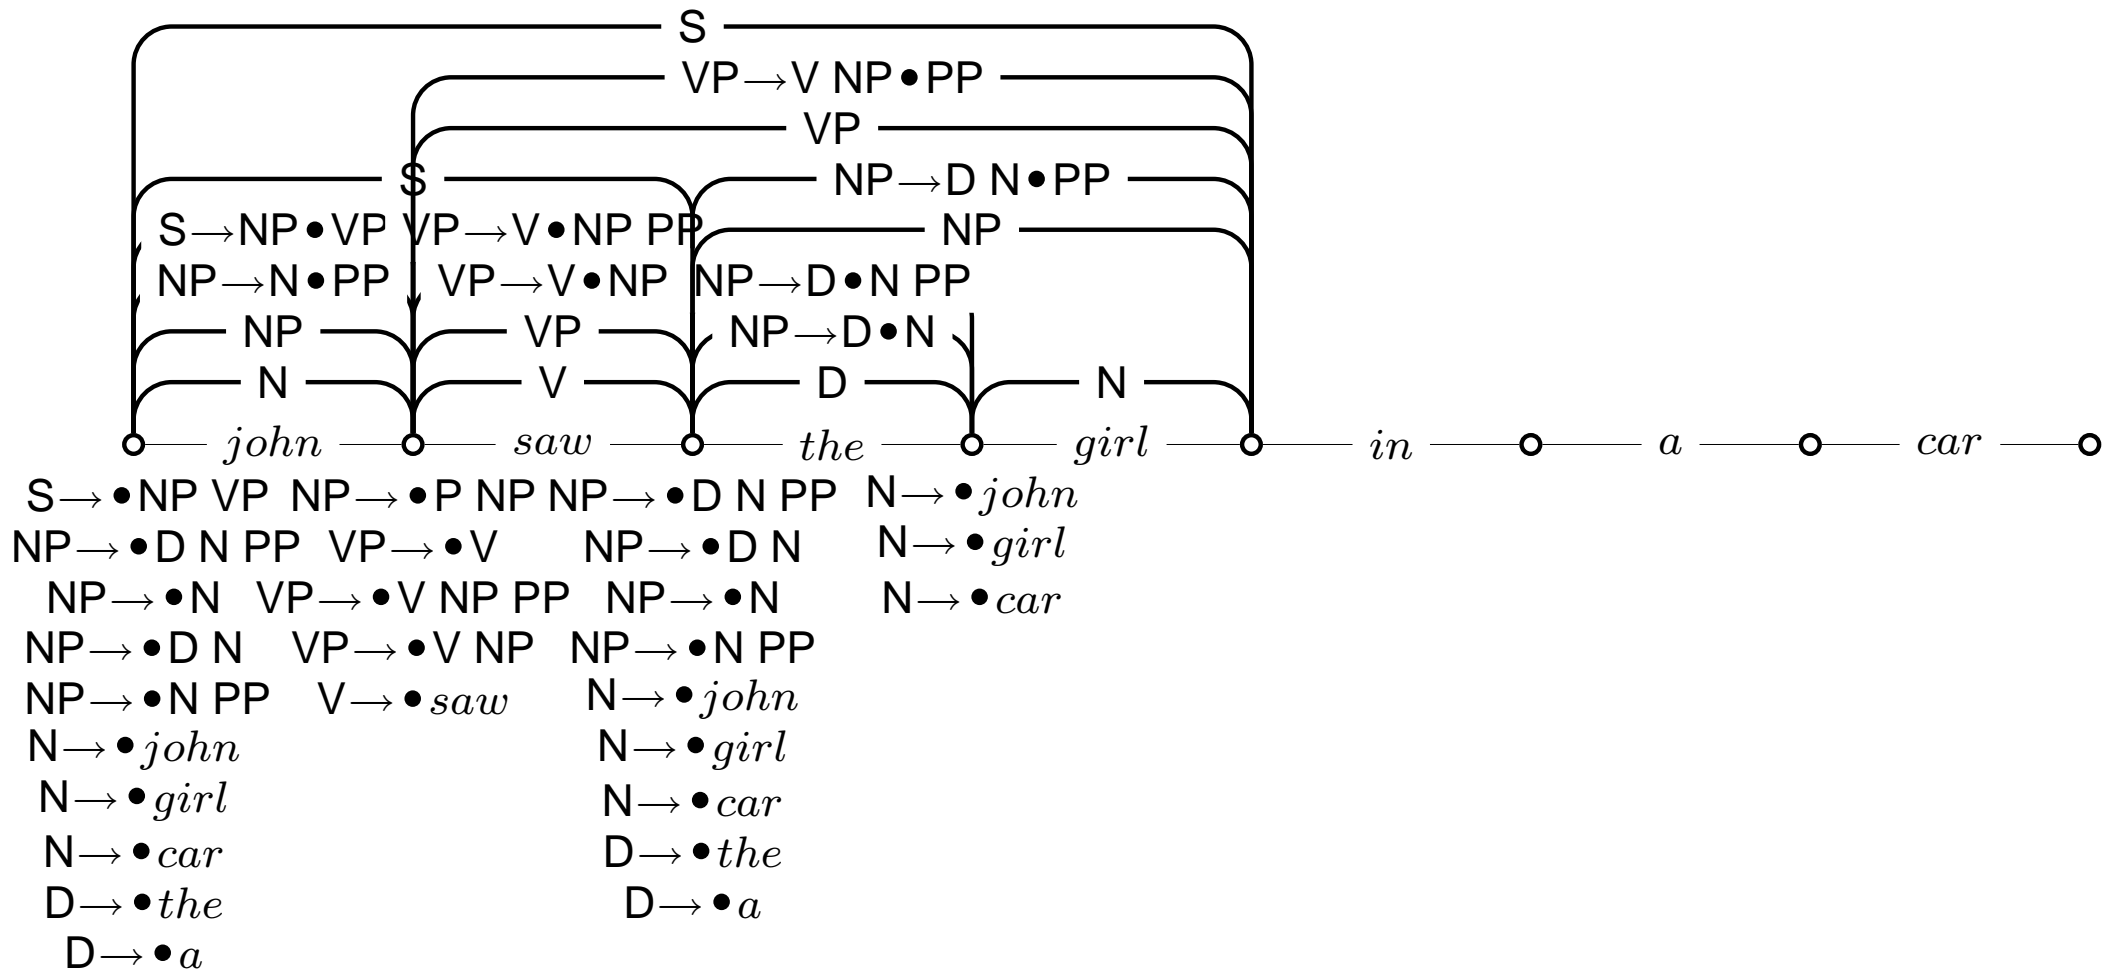 S
VP→V NP•PP
VP
S NP→D N•PP
S→NP•VP VP→V•NP PP NP
NP→N•PP VP→V•NP NP→D•N PP
NP VP NP→D•N
N V D N
john saw the girl in a car
S→•NP VP NP→•P NP NP→•D N PP N→•john
NP→•D N PP VP→•V NP→•D N N→•girl
NP→•N VP→•V NP PP NP→•N N→•car
NP→•D N VP→•V NP NP→•N PP
NP→•N PP V→•saw N→•john
N→•john N→•girl
N→•girl N→•car
N→•car D→•the
D→•the D→•a
D→•a